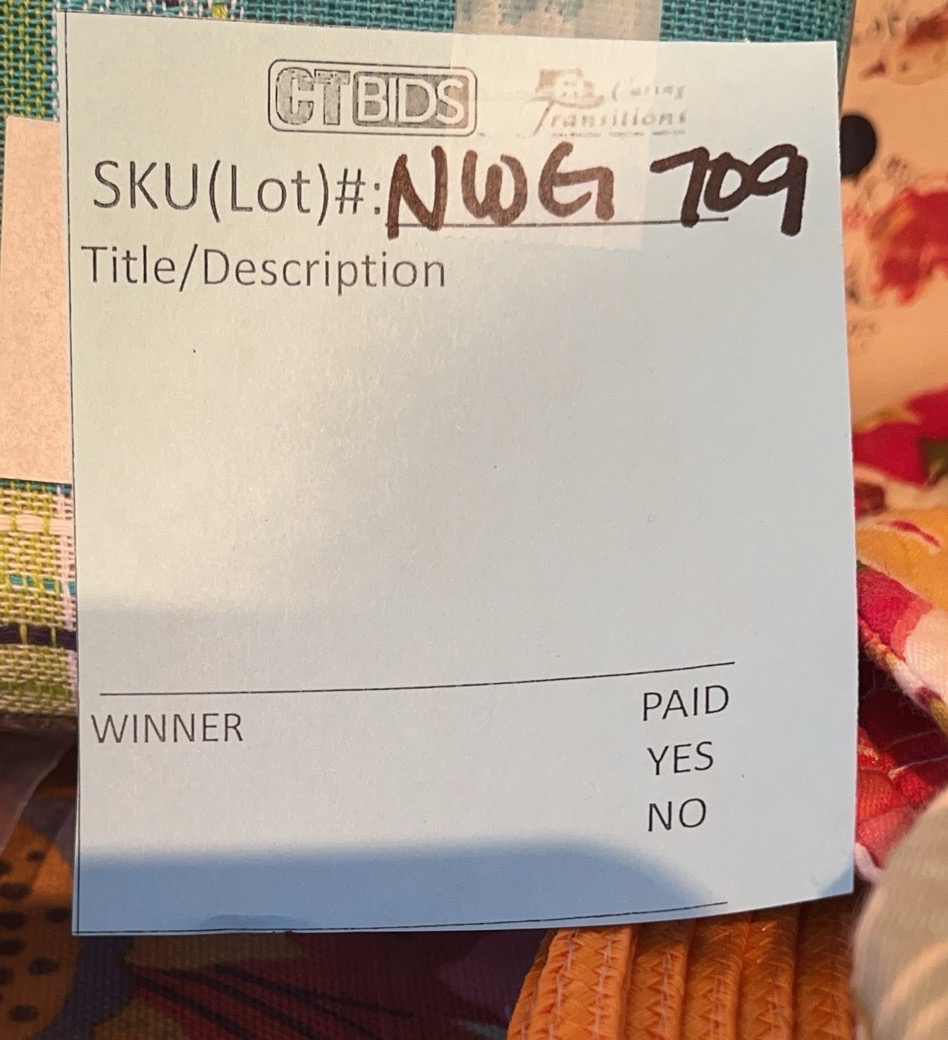 CTBIDS Caring
Transitions
SKU(Lot)#: NWG 709
Title/Description
WINNER PAID
YES
NO